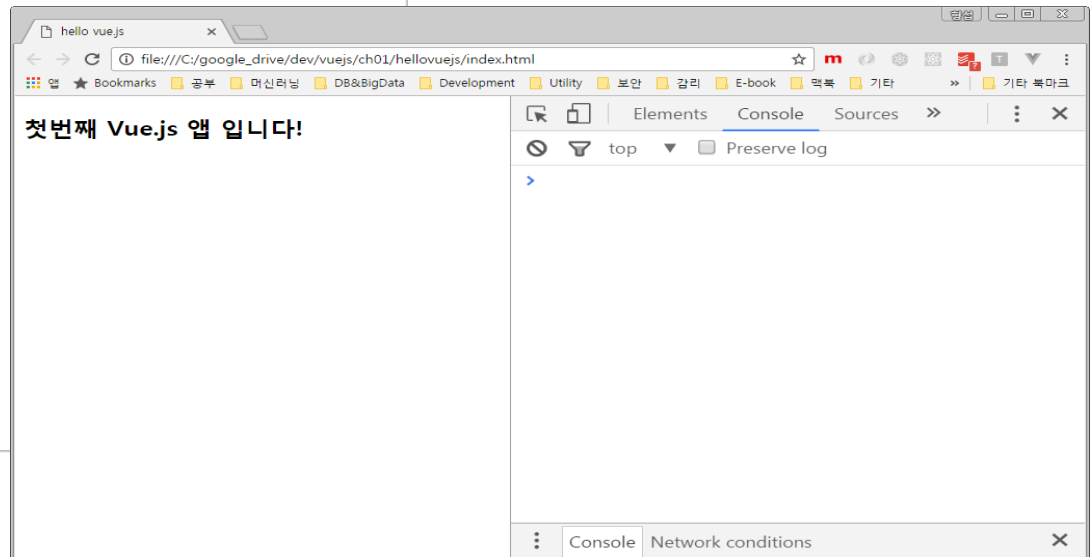 형섭
hello vue.js
file:///C:/google_drive/dev/vuejs/ch01/hellovuejs/index.html
앱 Bookmarks 공부 머신러닝 DB&BigData Development Utility 보안 감리 E-book 맥북 기타 » 기타 북마크
첫번째 Vue.js 앱 입니다!
Elements Console Sources »
top Preserve log
>
Console Network conditions